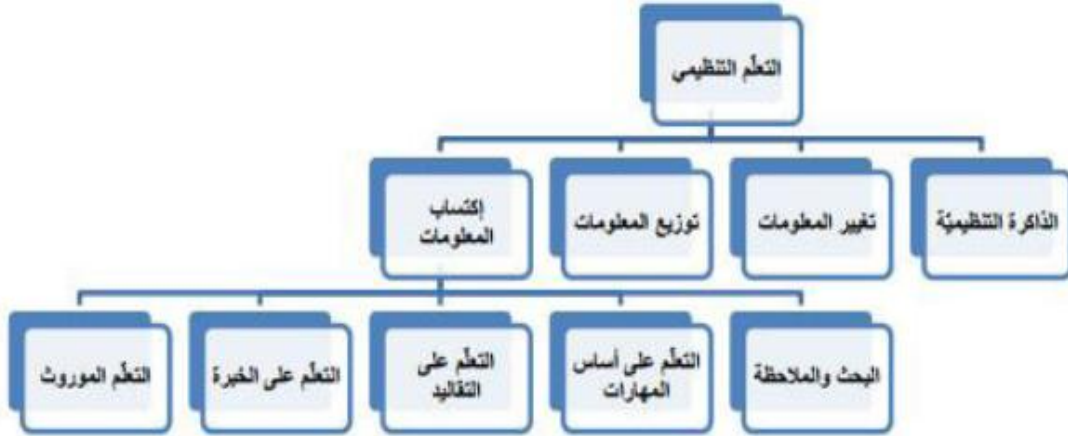 التعلّم التنظيمي
الذاكرة التنظيميّة
تغيير المعلومات
توزيع المعلومات
إكتساب
المعلومات
البحث والملاحظة
التعلّم على أساس
المهارات
التعلّم على
التقاليد
التعلّم على الخبرة
التعلّم الموروث